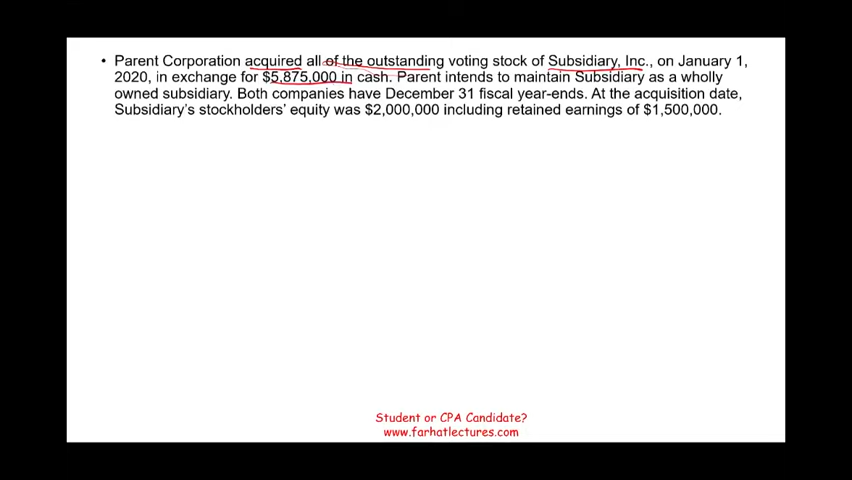 • Parent Corporation acquired all of the outstanding voting stock of Subsidiary, Inc., on January 1,
2020, in exchange for $5,875,000 in cash. Parent intends to maintain Subsidiary as a wholly
owned subsidiary. Both companies have December 31 fiscal year-ends. At the acquisition date,
Subsidiary's stockholders' equity was $2,000,000 including retained earnings of $1,500,000.
Student or CPA Candidate?
www.farhatlectures.com